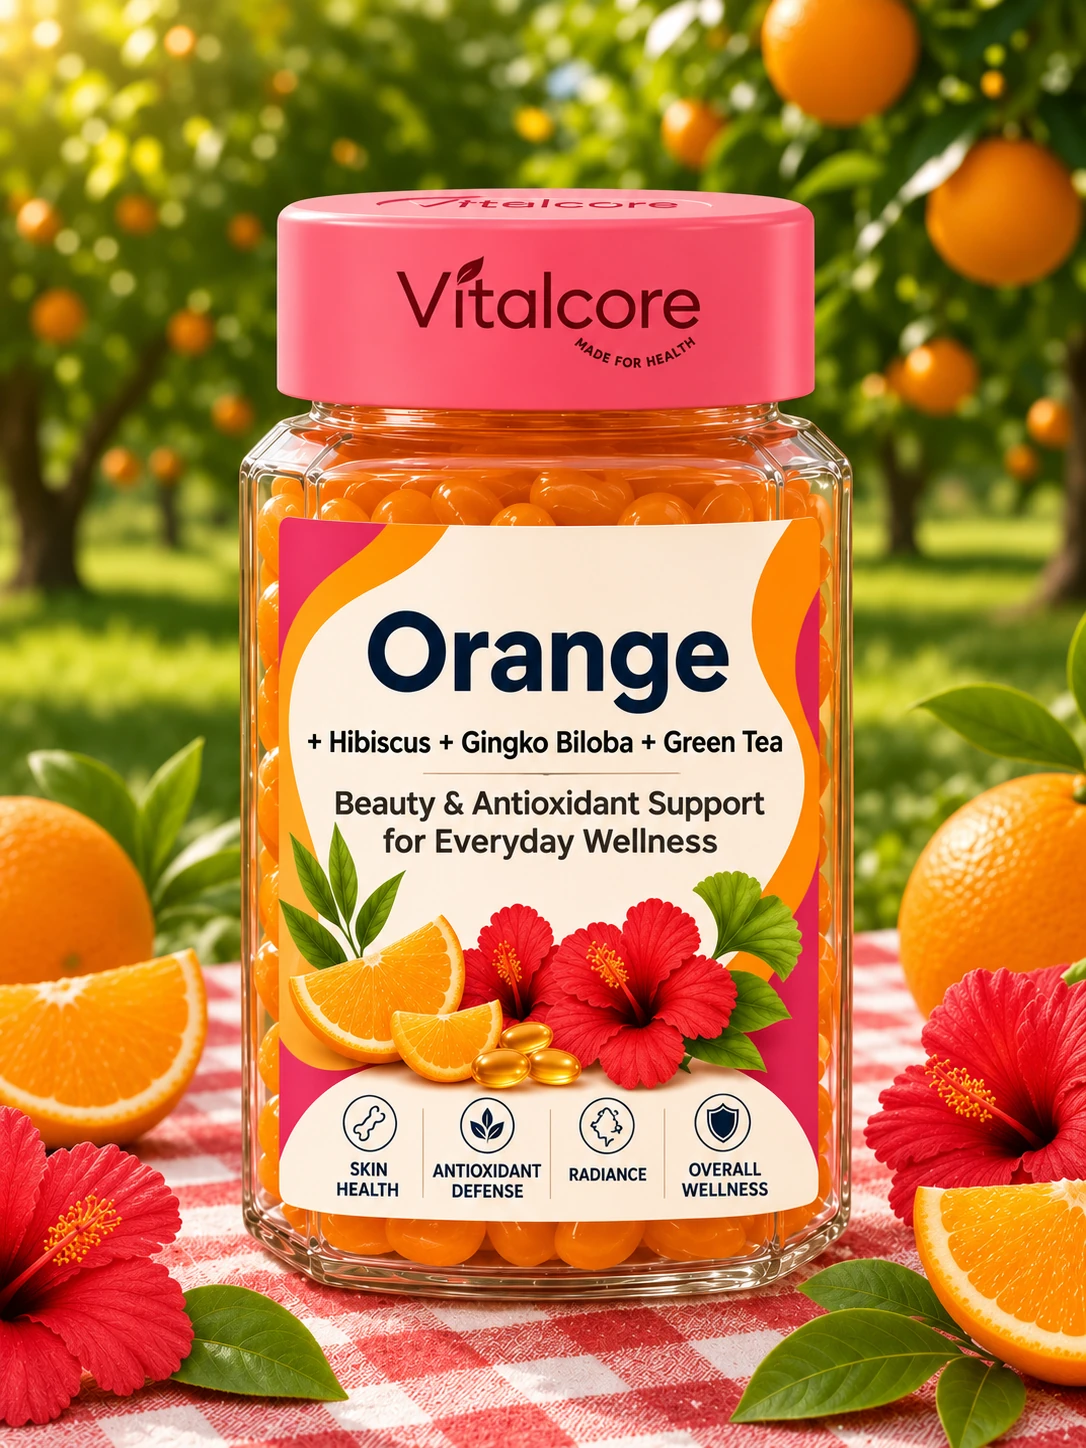 Vitalcore
Vitalcore
MADE FOR HEALTH
Orange
+ Hibiscus + Gingko Biloba + Green Tea
Beauty & Antioxidant Support
for Everyday Wellness
SKIN
HEALTH
ANTIOXIDANT
DEFENSE
RADIANCE
OVERALL
WELLNESS